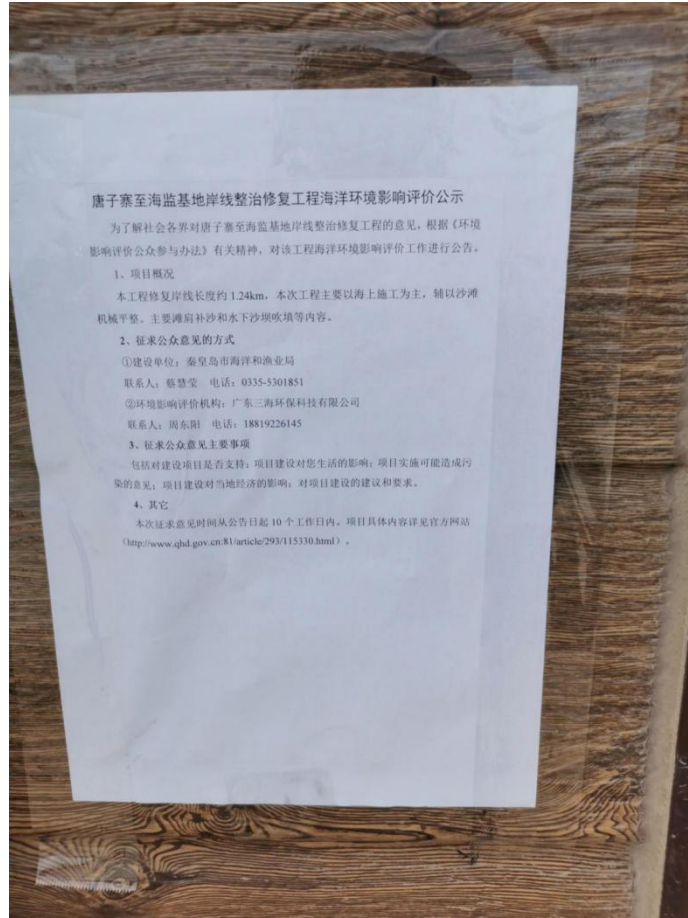 唐子寨至海监基地岸线整治修复工程海洋环境影响评价公示
为了解社会各界对唐子寨至海监基地岸线整治修复工程的意见，根据《环境
影响评价公众参与办法》有关精神，对该工程海洋环境影响评价工作进行公告。
1、项目概况
本工程修复岸线长度约 1.24km，本次工程主要以海上施工为主，辅以沙滩
机械平整。主要滩肩补沙和水下沙坝吹填等内容。
2、征求公众意见的方式
①建设单位：秦皇岛市海洋和渔业局
联系人：蔡慧莹 电话：0335-5301851
②环境影响评价机构：广东三海环保科技有限公司
联系人：周东阳 电话：18819226145
3、征求公众意见主要事项
包括对建设项目是否支持；项目建设对您生活的影响；项目实施可能造成污
染的意见；项目建设对当地经济的影响；对项目建设的建议和要求。
4、其它
本次征求意见时间从公告日起 10 个工作日内。项目具体内容详见官方网站
（http://www.qhd.gov.cn:81/article/293/115330.html）。